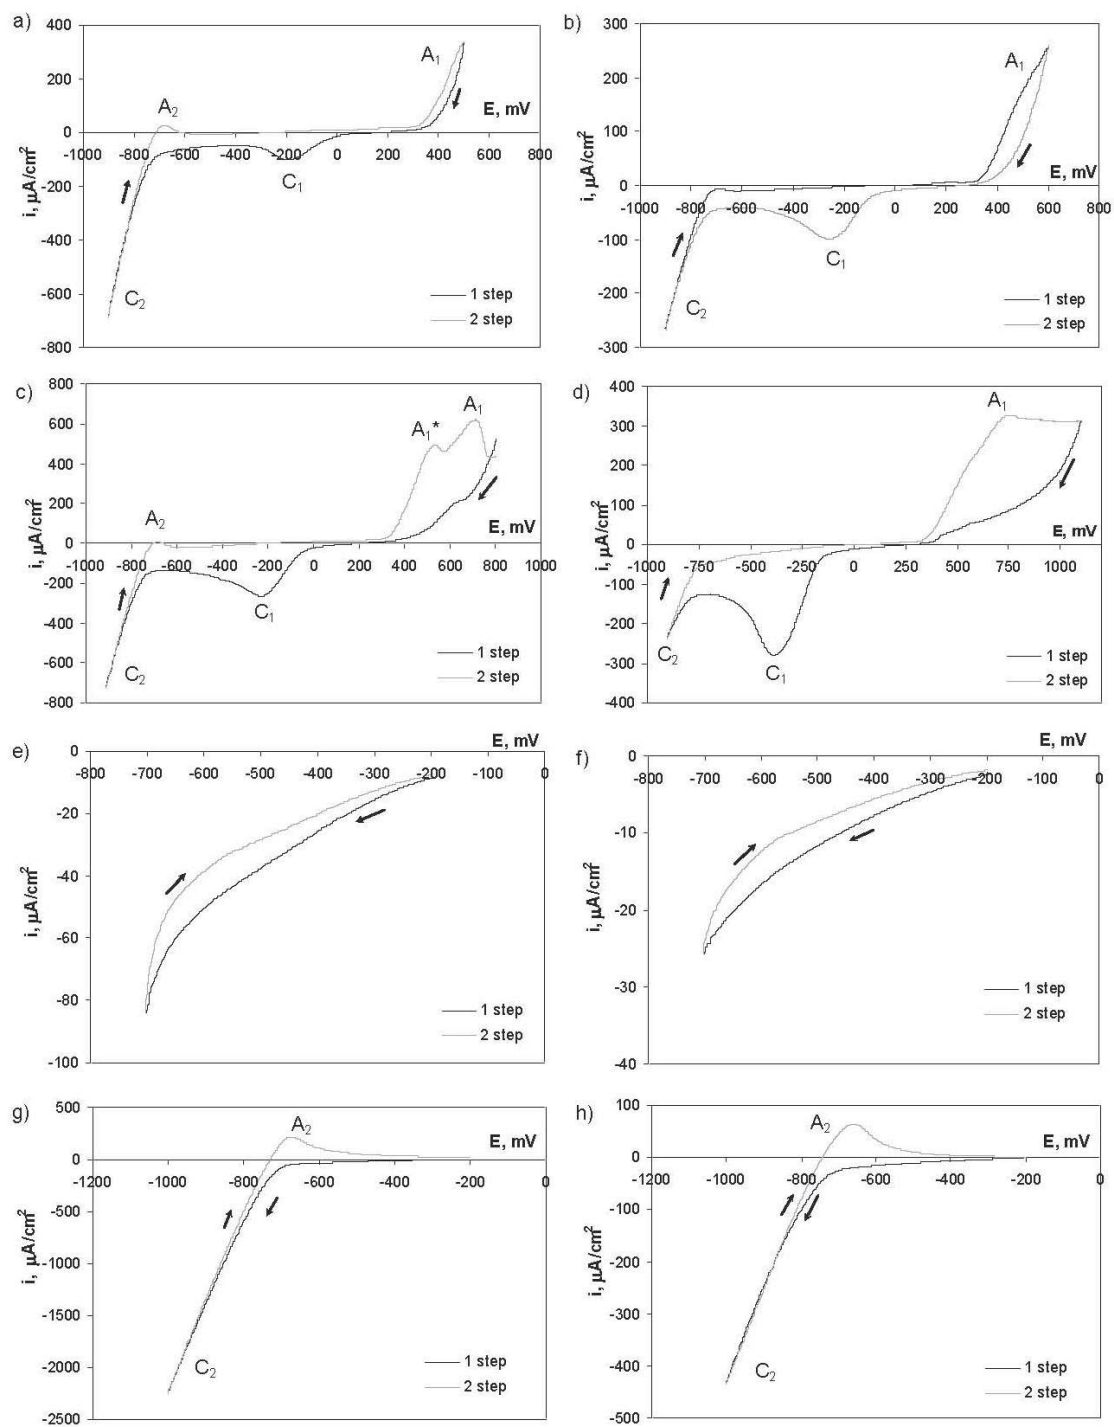 a)
i, µA/cm²
400
200
0
-200
-400
-600
-800
-1000 -800 -600 -400 -200 0 200 400 600 800
E, mV
A₁
A₂
C₁
C₂
1 step
2 step
b)
i, µA/cm²
300
200
100
0
-100
-200
-300
-1000 -800 -600 -400 -200 0 200 400 600 800
E, mV
A₁
C₁
C₂
1 step
2 step
c)
i, µA/cm²
800
600
400
200
0
-200
-400
-600
-800
-1000 -800 -600 -400 -200 0 200 400 600 800 1000
E, mV
A₁*
A₁
A₂
C₁
C₂
1 step
2 step
d)
i, µA/cm²
400
300
200
100
0
-100
-200
-300
-400
-1000 -750 -500 -250 0 250 500 750 1000
E, mV
A₁
C₁
C₂
1 step
2 step
e)
i, µA/cm²
0
-20
-40
-60
-80
-100
-800 -700 -600 -500 -400 -300 -200 -100 0
E, mV
1 step
2 step
f)
i, µA/cm²
0
-10
-20
-30
-40
-800 -700 -600 -500 -400 -300 -200 -100 0
E, mV
1 step
2 step
g)
i, µA/cm²
500
0
-500
-1000
-1500
-2000
-2500
-1200 -1000 -800 -600 -400 -200 0
E, mV
A₂
C₂
1 step
2 step
h)
i, µA/cm²
100
0
-100
-200
-300
-400
-500
-1200 -1000 -800 -600 -400 -200 0
E, mV
A₂
C₂
1 step
2 step